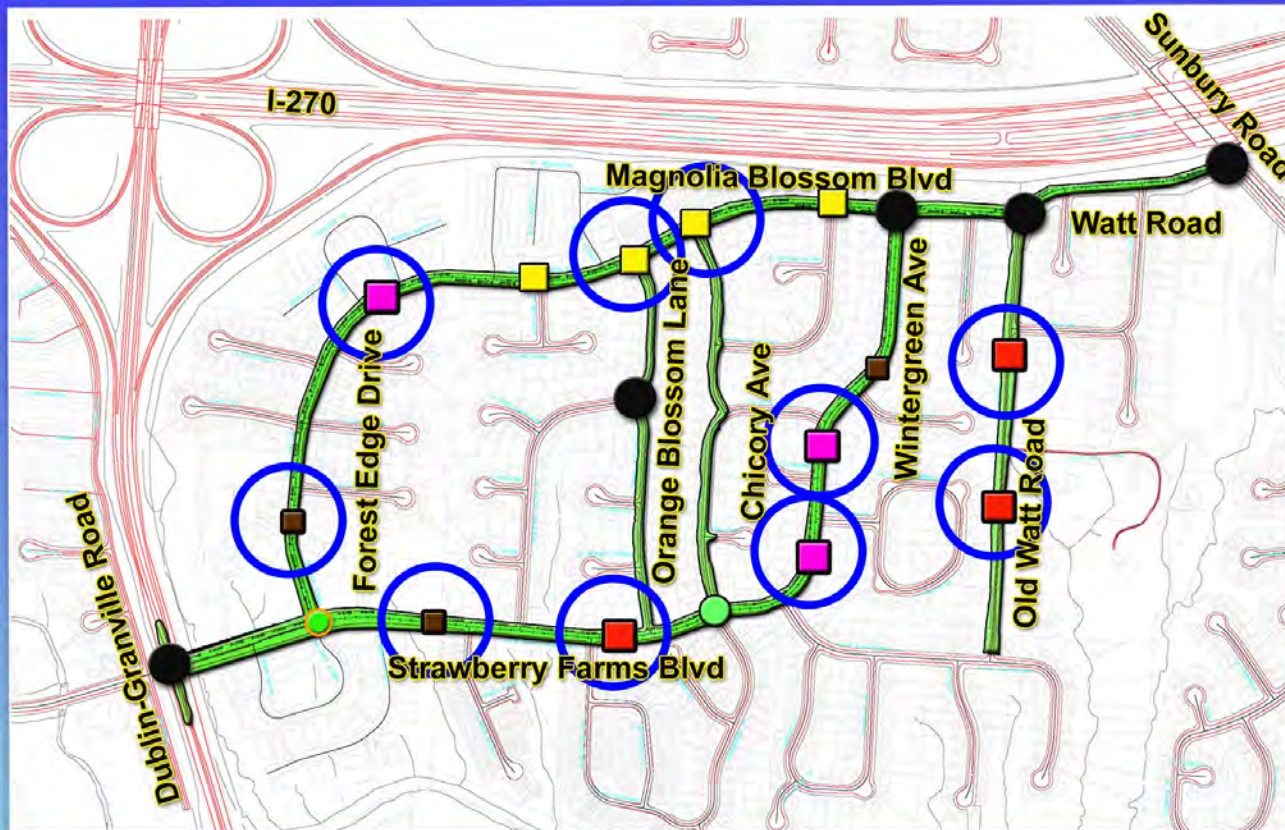 I-270
Sunbury Road
Magnolia Blossom Blvd
Watt Road
Forest Edge Drive
Orange Blossom Lane
Chicory Ave
Wintergreen Ave
Old Watt Road
Dublin-Granville Road
Strawberry Farms Blvd